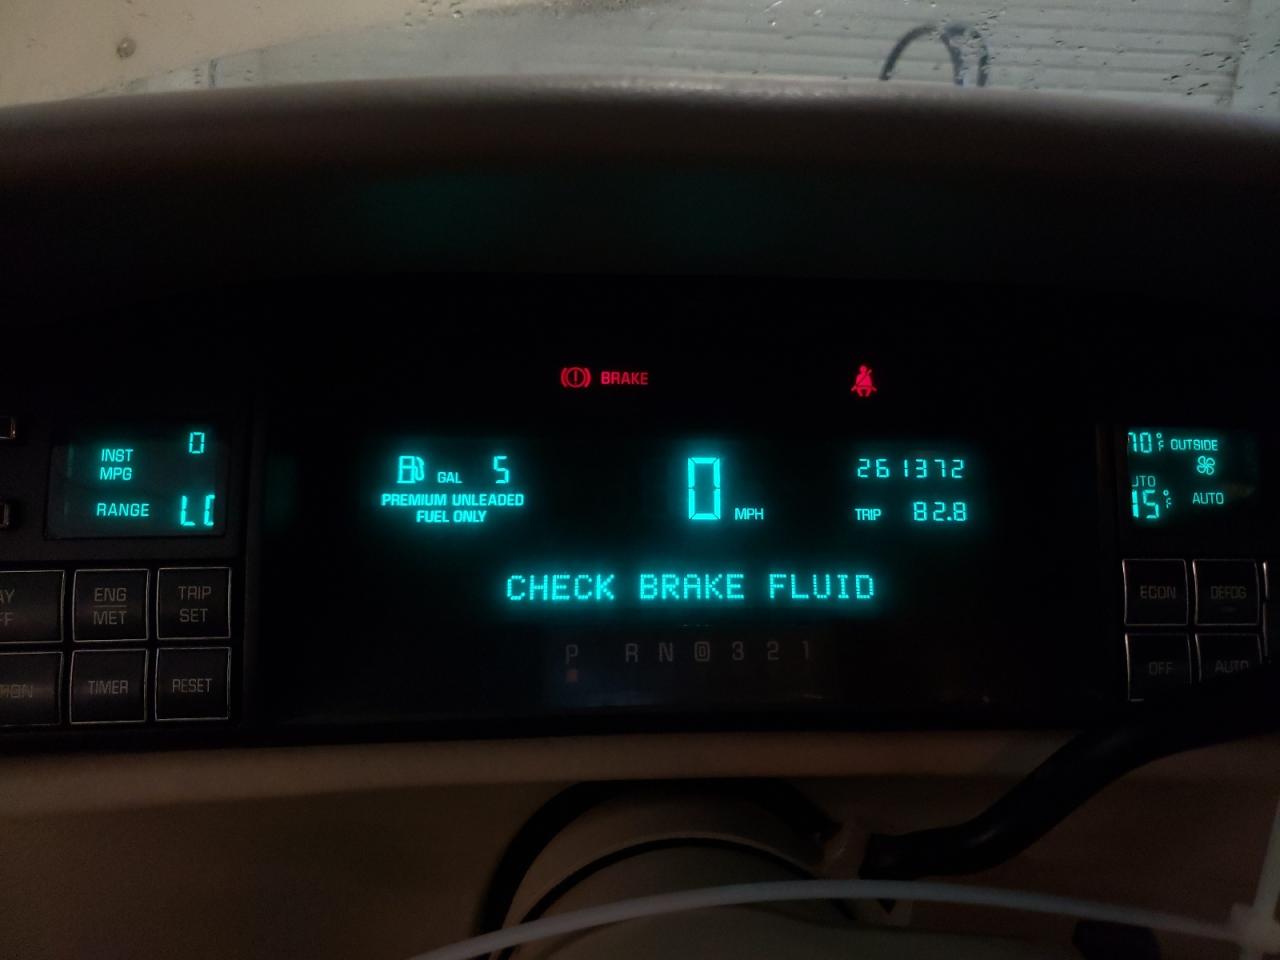 BRAKE
INST MPG 0
RANGE
GAL 5
PREMIUM UNLEADED
FUEL ONLY
0 MPH
261372
TRIP 82.8
OUTSIDE
AUTO
CHECK BRAKE FLUID
P R N D 3 2 1
ENG
MET
TRIP
SET
TIMER
RESET
ECON
DEFOG
OFF
AUTO